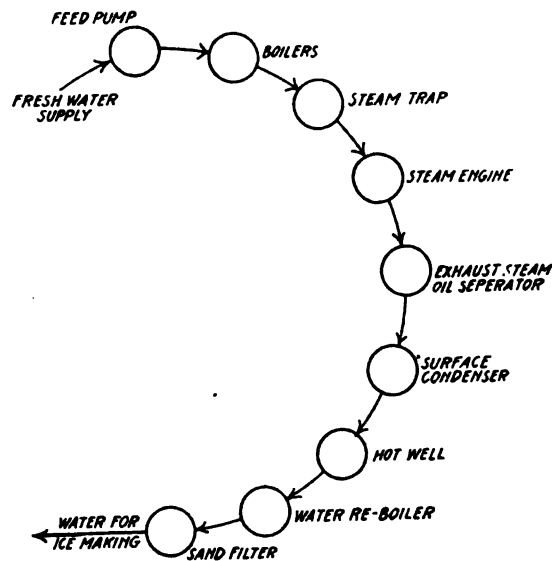 FEED PUMP
BOILERS
FRESH WATER
SUPPLY
STEAM TRAP
STEAM ENGINE
EXHAUST STEAM
OIL SEPERATOR
SURFACE
CONDENSER
HOT WELL
WATER RE-BOILER
SAND FILTER
WATER FOR
ICE MAKING